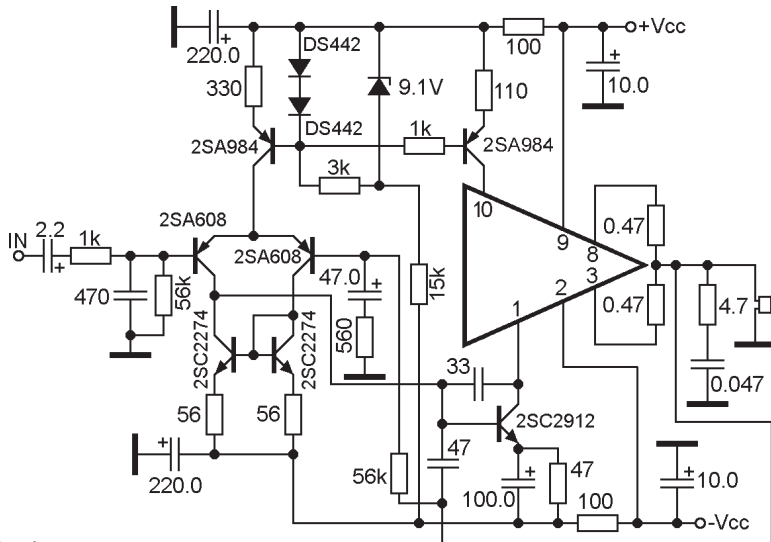 +Vcc
220.0
DS442
100
330
9.1V
110
10.0
DS442
1k
2SA984
2SA984
3k
10
2SA608
IN
2.2
1k
2SA608
9
8
0.47
3
47.0
15k
2
0.47
470
56k
4.7
1
560
2SC2274
2SC2274
33
0.047
56
56
2SC2912
47
47
56k
10.0
220.0
100.0
100
-Vcc